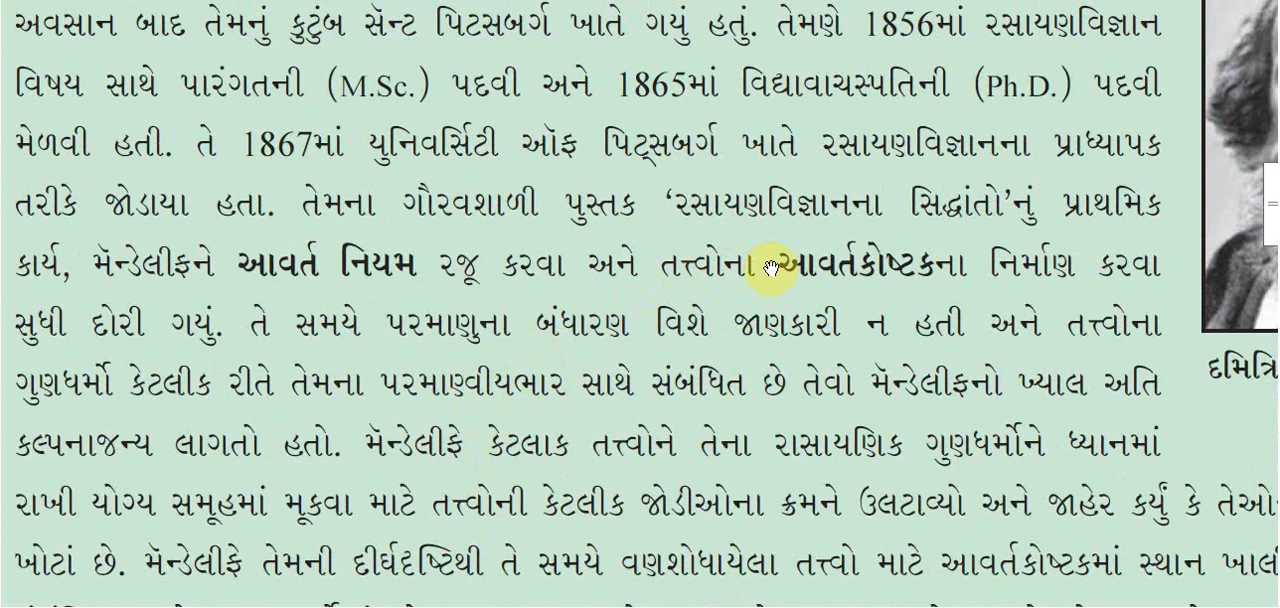 અવસાન બાદ તેમનું કુટુંબ સૅન્ટ પિટસબર્ગ ખાતે ગયું હતું. તેમણે 1856માં રસાયણવિજ્ઞાન
વિષય સાથે પારંગતની (M.Sc.) પદવી અને 1865માં વિદ્યાવાચસ્પતિની (Ph.D.) પદવી
મેળવી હતી. તે 1867માં યુનિવર્સિટી ઑફ પિટ્સબર્ગ ખાતે રસાયણવિજ્ઞાનના પ્રાધ્યાપક
તરીકે જોડાયા હતા. તેમના ગૌરવશાળી પુસ્તક ‘રસાયણવિજ્ઞાનના સિદ્ધાંતો’નું પ્રાથમિક
કાર્ય, મૅન્ડેલીફને આવર્ત નિયમ રજૂ કરવા અને તત્ત્વોના આવર્તકોષ્ટકના નિર્માણ કરવા
સુધી દોરી ગયું. તે સમયે પરમાણુના બંધારણ વિશે જાણકારી ન હતી અને તત્ત્વોના
ગુણધર્મો કેટલીક રીતે તેમના પરમાણ્વીયભાર સાથે સંબંધિત છે તેવો મૅન્ડેલીફનો ખ્યાલ અતિ
કલ્પનાજન્ય લાગતો હતો. મૅન્ડેલીફે કેટલાક તત્ત્વોને તેના રાસાયણિક ગુણધર્મોને ધ્યાનમાં
રાખી યોગ્ય સમૂહમાં મૂકવા માટે તત્ત્વોની કેટલીક જોડીઓના ક્રમને ઉલટાવ્યો અને જાહેર કર્યું કે તેઓ
ખોટાં છે. મૅન્ડેલીફે તેમની દીર્ઘદૃષ્ટિથી તે સમયે વણશોધાયેલા તત્ત્વો માટે આવર્તકોષ્ટકમાં સ્થાન ખાલી
દમિત્રિ